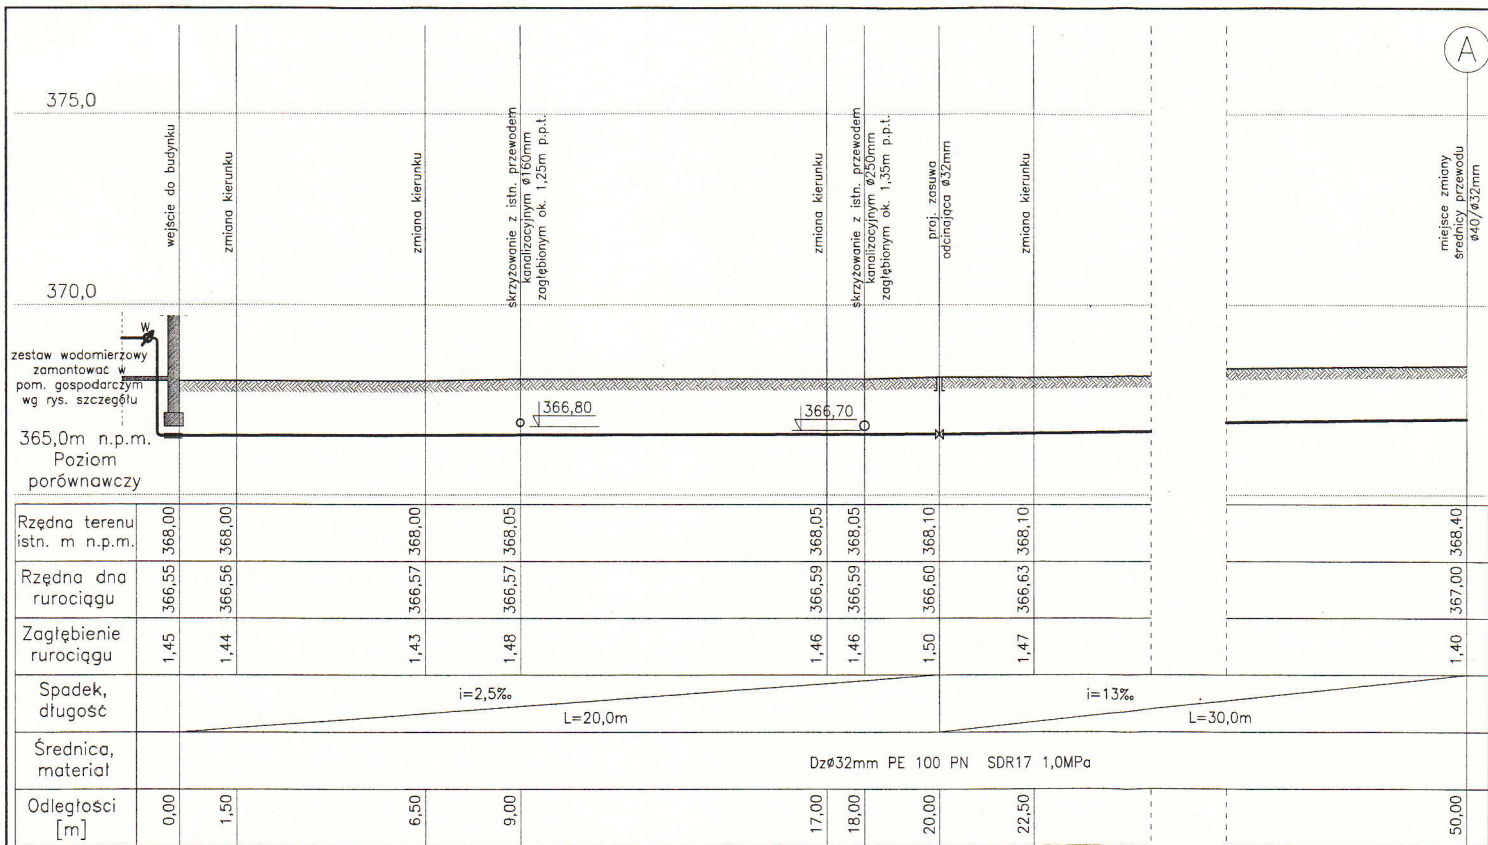 A
375,0
wejście do budynku
zmiana kierunku
zmiana kierunku
skrzyżowanie z istn. przewodem
kanalizacyjnym ø160mm
zagłębionym ok. 1,25m p.p.t.
zmiana kierunku
skrzyżowanie z istn. przewodem
kanalizacyjnym ø250mm
zagłębionym ok. 1,35m p.p.t.
proj. zasuwa
odcinająca ø32mm
zmiana kierunku
miejsce zmiany
średnicy przewodu
ø40/ø32mm
370,0
W
zestaw wodomierzowy
zamontować w
pom. gospodarczym
wg rys. szczegółu
366,80
366,70
365,0m n.p.m.
Poziom
porównawczy
Rzędna terenu
istn. m n.p.m.
368,00
368,00
368,00
368,05
368,05
368,05
368,10
368,10
368,40
Rzędna dna
rurociągu
366,55
366,56
366,57
366,57
366,59
366,59
366,60
366,63
367,00
Zagłębienie
rurociągu
1,45
1,44
1,43
1,48
1,46
1,46
1,50
1,47
1,40
Spadek,
długość
i=2,5‰
L=20,0m
i=13‰
L=30,0m
Średnica,
materiał
Dzø32mm PE 100 PN SDR17 1,0MPa
Odległości
[m]
0,00
1,50
6,50
9,00
17,00
18,00
20,00
22,50
50,00